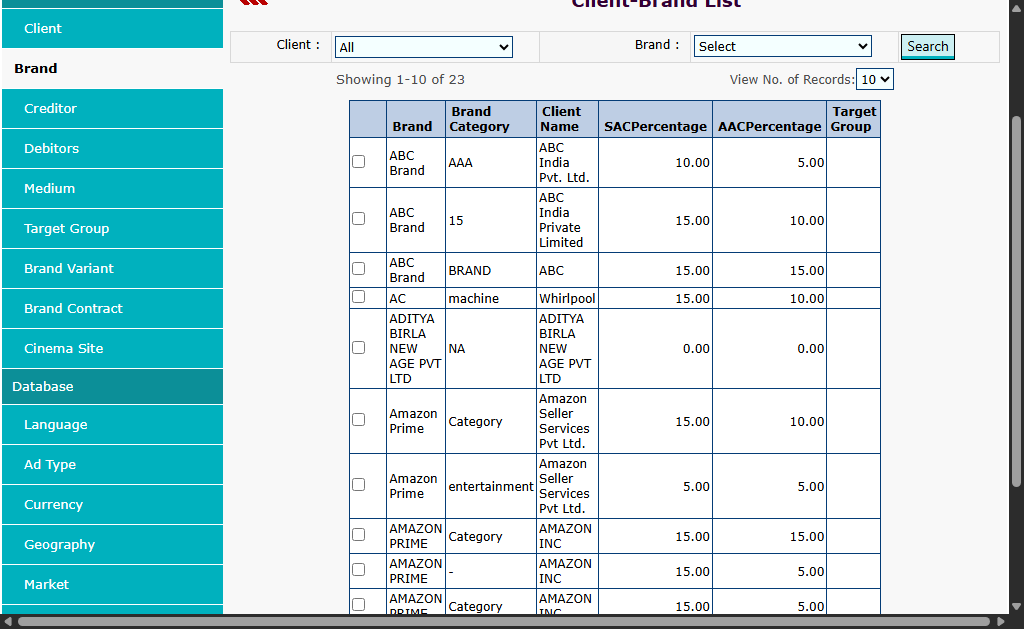 Client-Brand List
Client
Brand
Creditor
Debitors
Medium
Target Group
Brand Variant
Brand Contract
Cinema Site
Database
Language
Ad Type
Currency
Geography
Market
Client : All Brand : Select Search
Showing 1-10 of 23 View No. of Records: 10
Brand Brand Category Client Name SACPercentage AACPercentage Target Group
ABC Brand AAA ABC India Pvt. Ltd. 10.00 5.00
ABC Brand 15 ABC India Private Limited 15.00 10.00
ABC Brand BRAND ABC 15.00 15.00
AC machine Whirlpool 15.00 10.00
ADITYA BIRLA NEW AGE PVT LTD NA ADITYA BIRLA NEW AGE PVT LTD 0.00 0.00
Amazon Prime Category Amazon Seller Services Pvt Ltd. 15.00 10.00
Amazon Prime entertainment Amazon Seller Services Pvt Ltd. 5.00 5.00
AMAZON PRIME Category AMAZON INC 15.00 15.00
AMAZON PRIME - AMAZON INC 15.00 5.00
AMAZON PRIME Category AMAZON INC 15.00 5.00